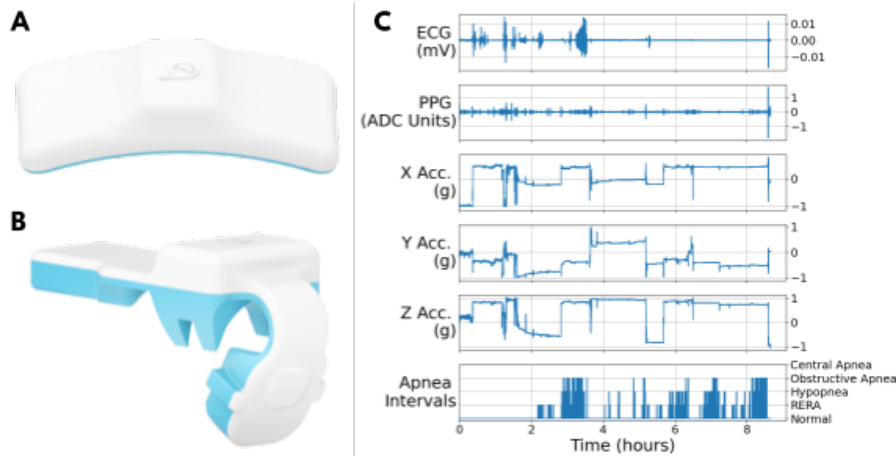 A
B
C
ECG
(mV)
0.01
0.00
−0.01
PPG
(ADC Units)
1
0
−1
X Acc.
(g)
0
−1
Y Acc.
(g)
1
0
−1
Z Acc.
(g)
1
0
−1
Apnea
Intervals
Central Apnea
Obstructive Apnea
Hypopnea
RERA
Normal
0 2 4 6 8
Time (hours)